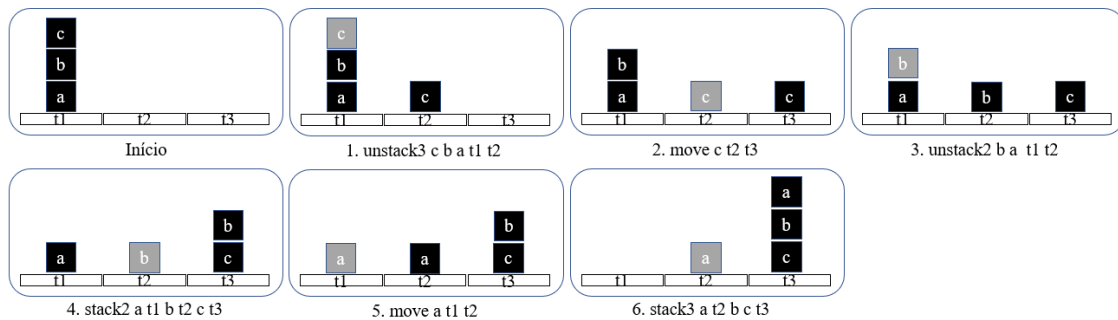 c
b
a
t1 t2 t3
Início
c
b
a c
t1 t2 t3
1. unstack3 c b a t1 t2
b
a c c
t1 t2 t3
2. move c t2 t3
b
a b c
t1 t2 t3
3. unstack2 b a t1 t2
b
a b c
t1 t2 t3
4. stack2 a t1 b t2 c t3
b
a a c
t1 t2 t3
5. move a t1 t2
a
b
a c
t1 t2 t3
6. stack3 a t2 b c t3